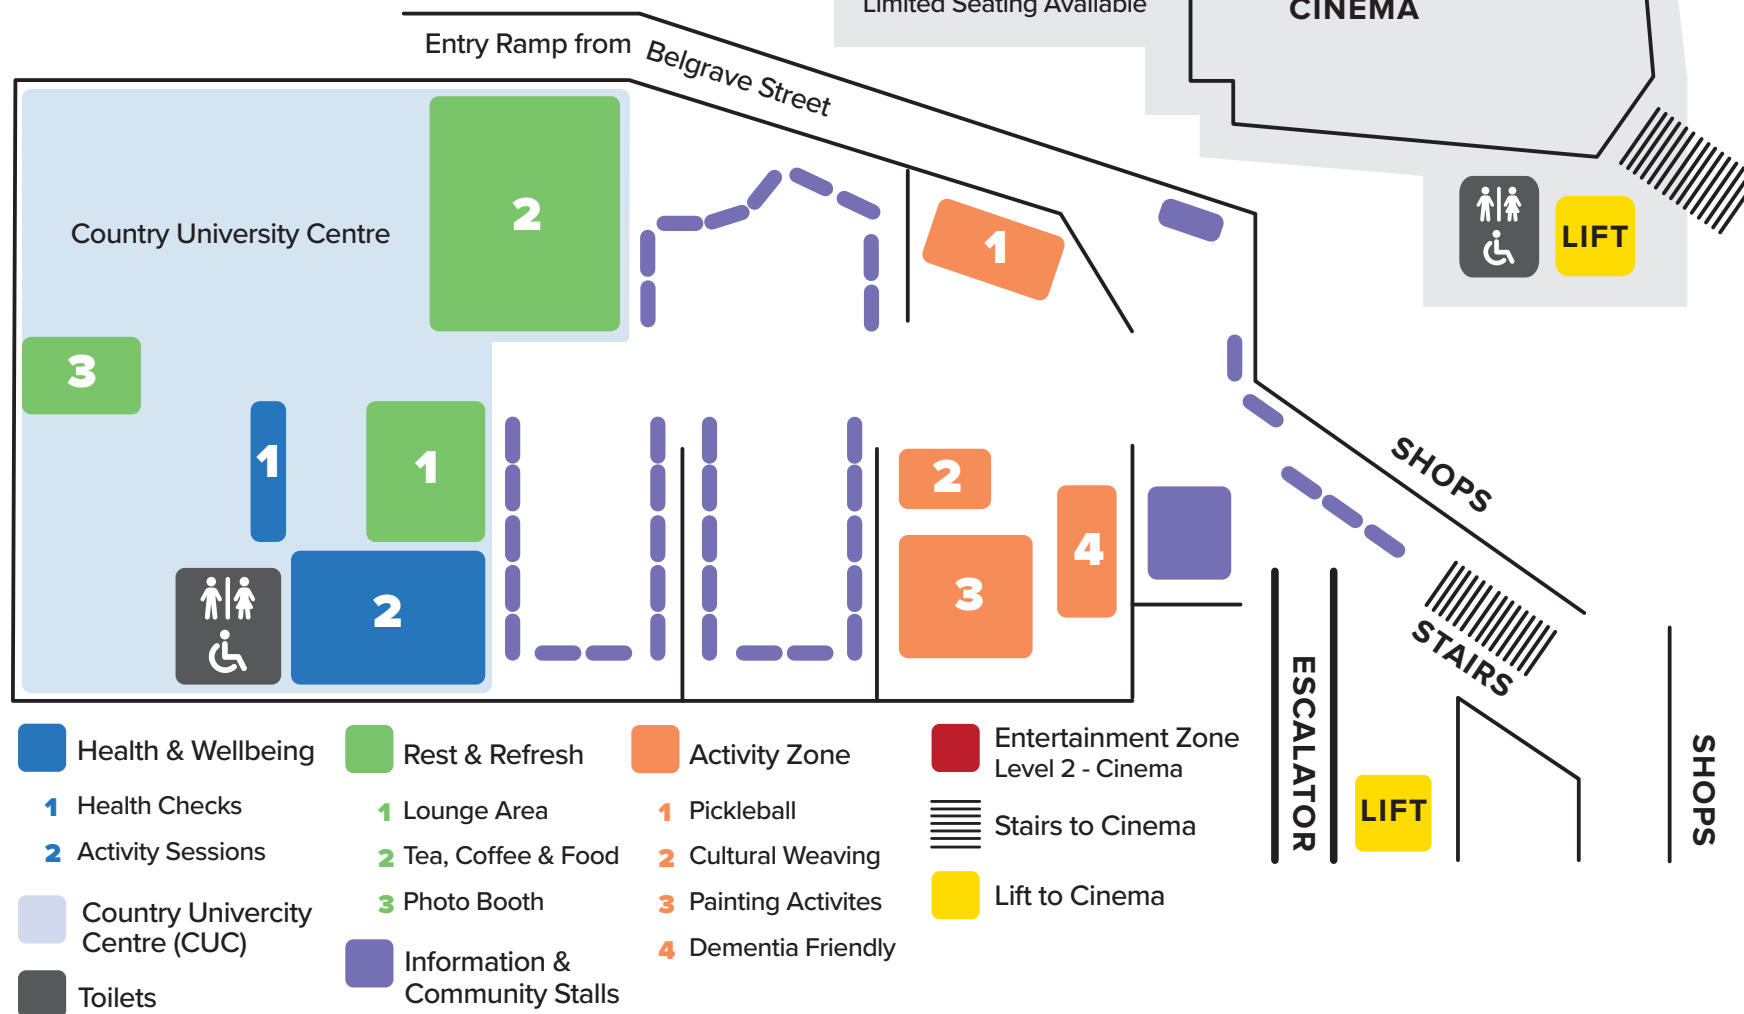 Limited Seating Available
CINEMA
Entry Ramp from Belgrave Street
Country University Centre
2
1
LIFT
3
1
1
2
2
3
4
SHOPS
STAIRS
ESCALATOR
LIFT
SHOPS
Health & Wellbeing
1 Health Checks
2 Activity Sessions
Country Univercity
Centre (CUC)
Toilets
Rest & Refresh
1 Lounge Area
2 Tea, Coffee & Food
3 Photo Booth
Information &
Community Stalls
Activity Zone
1 Pickleball
2 Cultural Weaving
3 Painting Activites
4 Dementia Friendly
Entertainment Zone
Level 2 - Cinema
Stairs to Cinema
Lift to Cinema